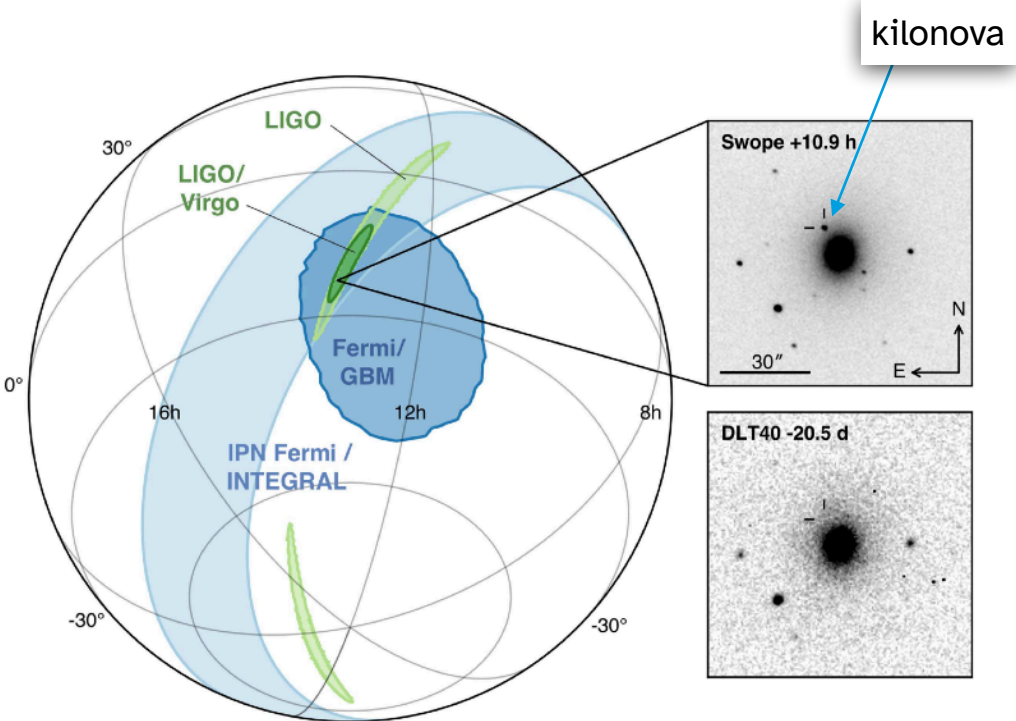 kilonova
LIGO
30°
LIGO/
Virgo
Swope +10.9 h
N
E
30″
Fermi/
GBM
0°
16h
12h
8h
IPN Fermi /
INTEGRAL
DLT40 -20.5 d
-30°
-30°